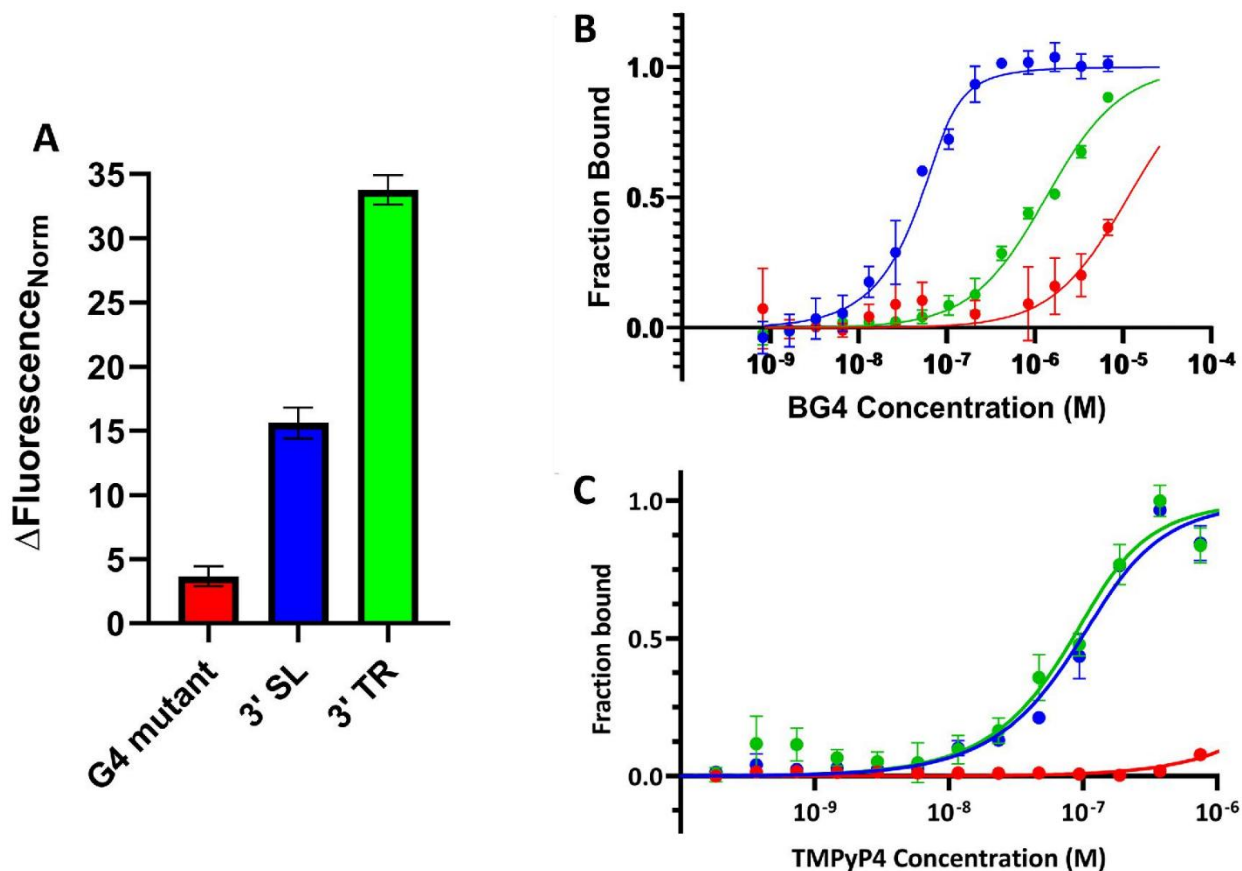 A
ΔFluorescenceNorm
35
30
25
20
15
10
5
0
G4 mutant
3' SL
3' TR
B
Fraction Bound
1.0
0.5
0.0
10-9 10-8 10-7 10-6 10-5 10-4
BG4 Concentration (M)
C
Fraction bound
1.0
0.5
0.0
10-9 10-8 10-7 10-6
TMPyP4 Concentration (M)